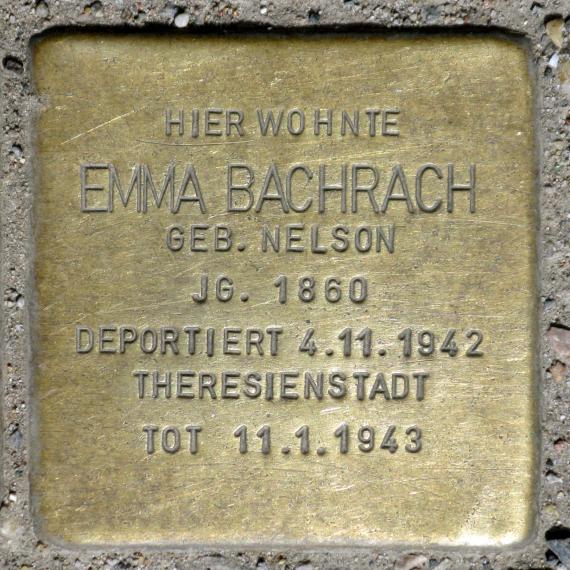 HIER WOHNTE
EMMA BACHRACH
GEB. NELSON
JG. 1860
DEPORTIERT 4.11.1942
THERESIENSTADT
TOT 11.1.1943